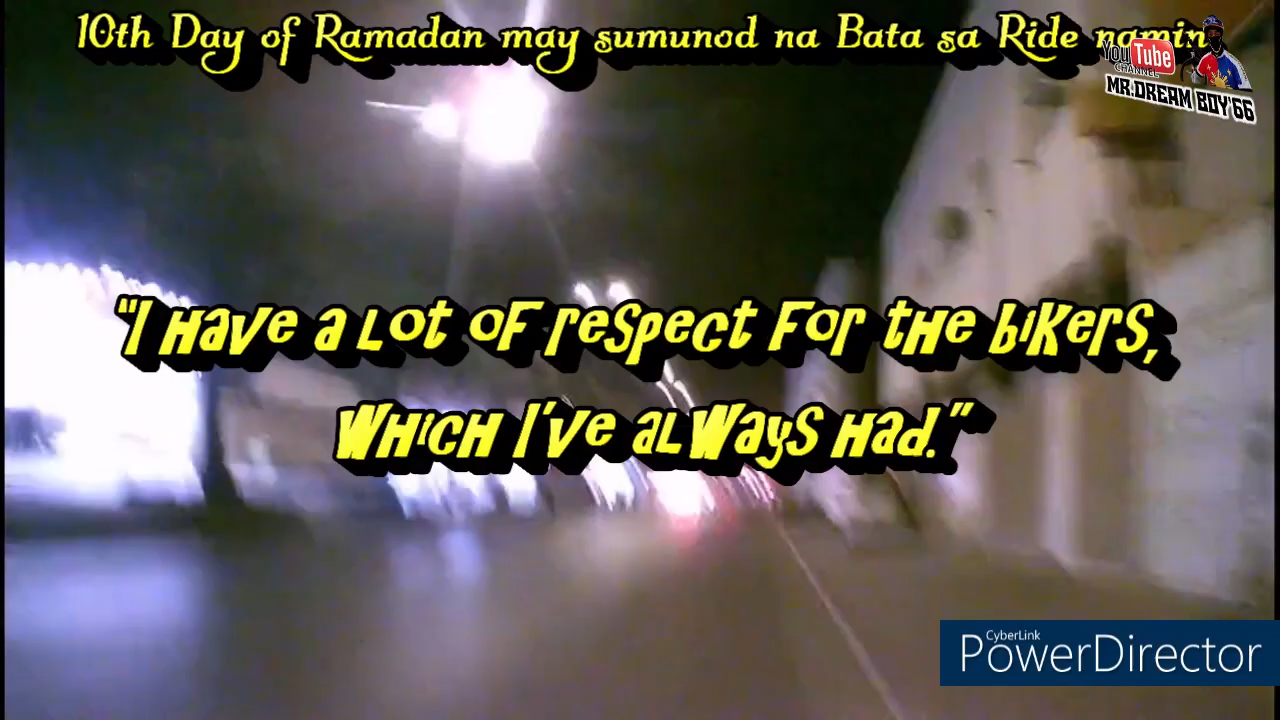 10th Day of Ramadan may sumunod na Bata sa Ride namin
YouTube
CHANNEL
MR.DREAM BOY'66
"I have a lot of respect for the bikers,
which I've always had."
CyberLink
PowerDirector